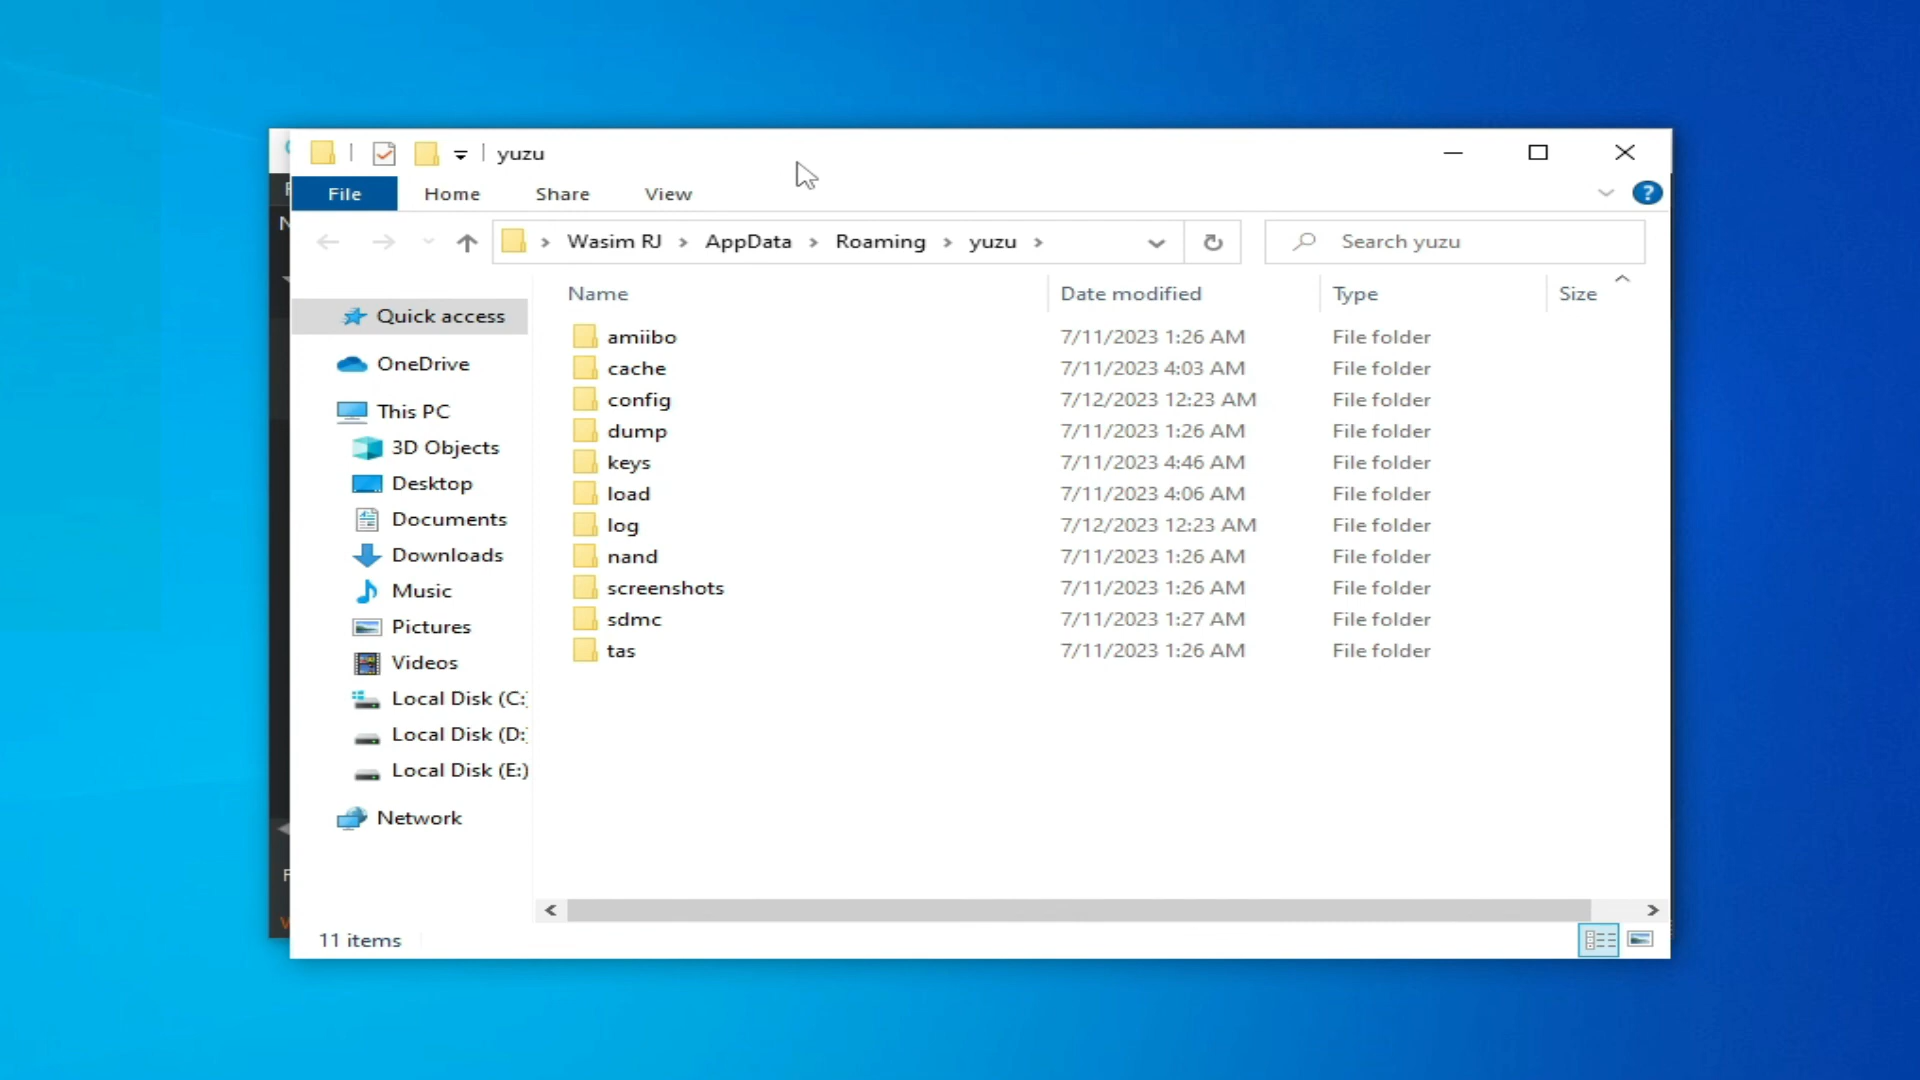 yuzu
File Home Share View
Wasim RJ AppData Roaming yuzu
Search yuzu
Name Date modified Type Size
Quick access
OneDrive
This PC
3D Objects
Desktop
Documents
Downloads
Music
Pictures
Videos
Local Disk (C:
Local Disk (D:
Local Disk (E:)
Network
amiibo 7/11/2023 1:26 AM File folder
cache 7/11/2023 4:03 AM File folder
config 7/12/2023 12:23 AM File folder
dump 7/11/2023 1:26 AM File folder
keys 7/11/2023 4:46 AM File folder
load 7/11/2023 4:06 AM File folder
log 7/12/2023 12:23 AM File folder
nand 7/11/2023 1:26 AM File folder
screenshots 7/11/2023 1:26 AM File folder
sdmc 7/11/2023 1:27 AM File folder
tas 7/11/2023 1:26 AM File folder
11 items